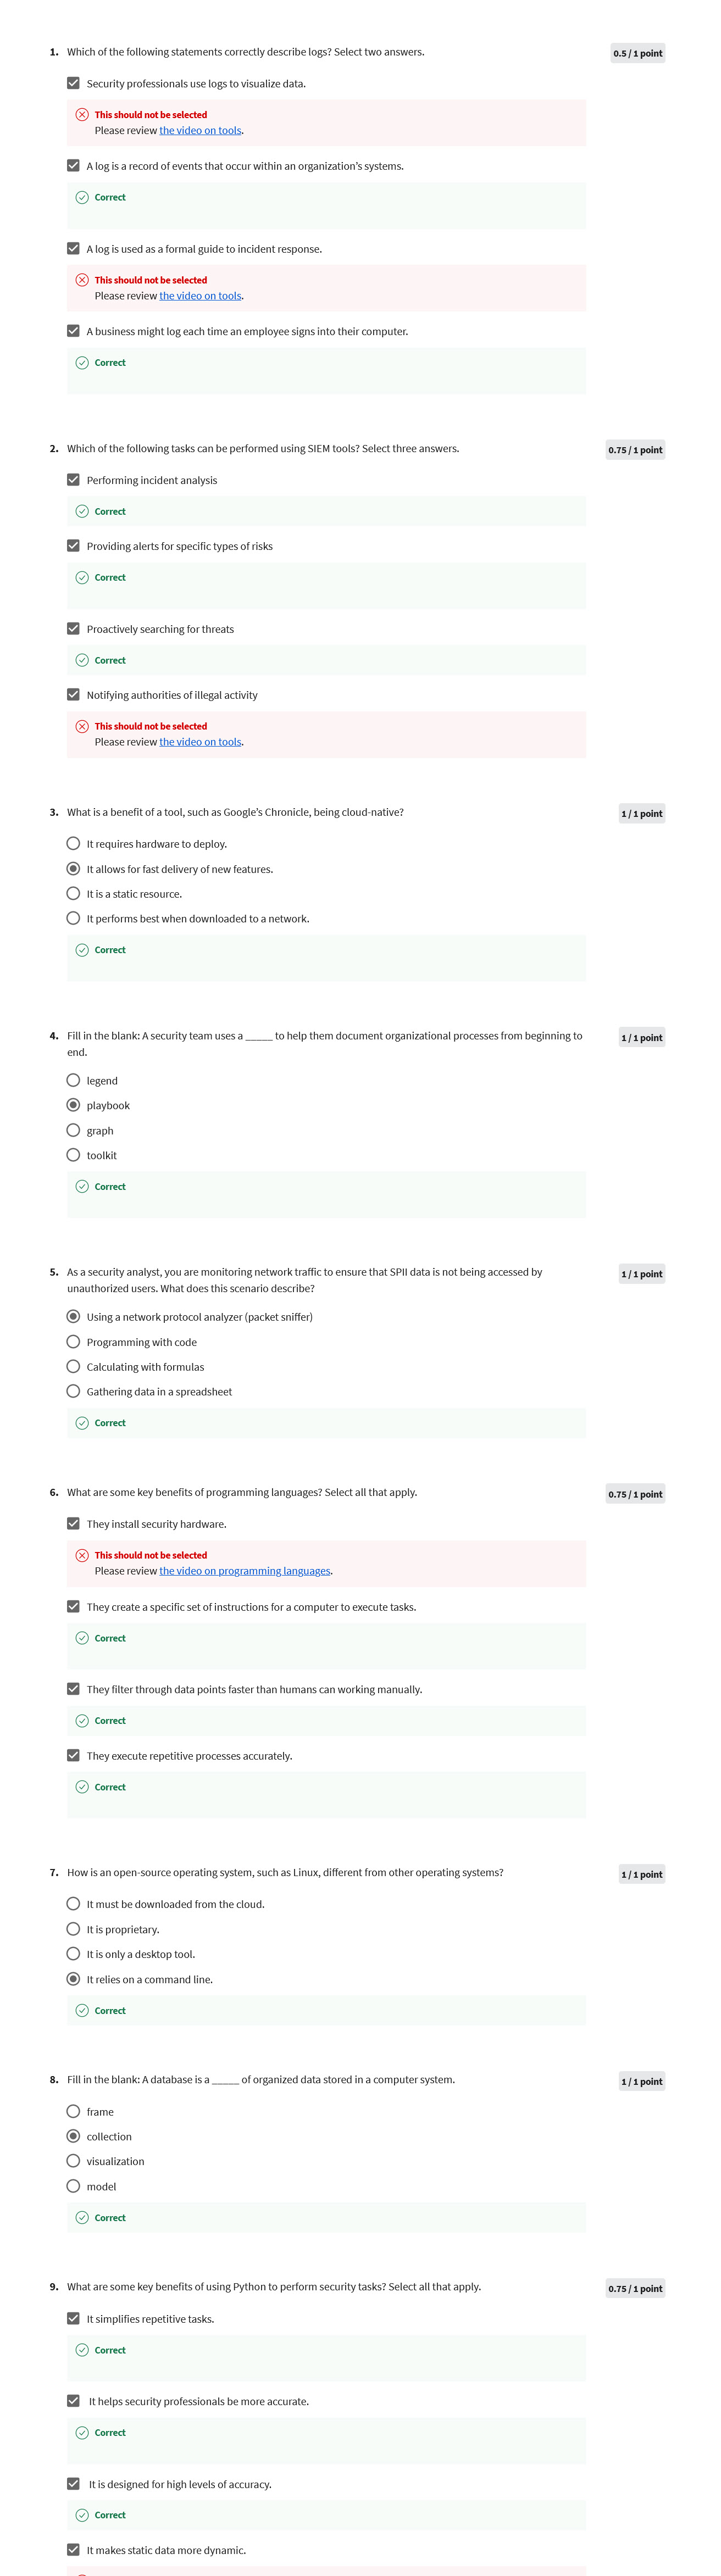 1. Which of the following statements correctly describe logs? Select two answers.
0.5 / 1 point
Security professionals use logs to visualize data.
This should not be selected
Please review the video on tools.
A log is a record of events that occur within an organization’s systems.
Correct
A log is used as a formal guide to incident response.
This should not be selected
Please review the video on tools.
A business might log each time an employee signs into their computer.
Correct
2. Which of the following tasks can be performed using SIEM tools? Select three answers.
0.75 / 1 point
Performing incident analysis
Correct
Providing alerts for specific types of risks
Correct
Proactively searching for threats
Correct
Notifying authorities of illegal activity
This should not be selected
Please review the video on tools.
3. What is a benefit of a tool, such as Google’s Chronicle, being cloud-native?
1 / 1 point
It requires hardware to deploy.
It allows for fast delivery of new features.
It is a static resource.
It performs best when downloaded to a network.
Correct
4. Fill in the blank: A security team uses a _____ to help them document organizational processes from beginning to
end.
1 / 1 point
legend
playbook
graph
toolkit
Correct
5. As a security analyst, you are monitoring network traffic to ensure that SPII data is not being accessed by
unauthorized users. What does this scenario describe?
1 / 1 point
Using a network protocol analyzer (packet sniffer)
Programming with code
Calculating with formulas
Gathering data in a spreadsheet
Correct
6. What are some key benefits of programming languages? Select all that apply.
0.75 / 1 point
They install security hardware.
This should not be selected
Please review the video on programming languages.
They create a specific set of instructions for a computer to execute tasks.
Correct
They filter through data points faster than humans can working manually.
Correct
They execute repetitive processes accurately.
Correct
7. How is an open-source operating system, such as Linux, different from other operating systems?
1 / 1 point
It must be downloaded from the cloud.
It is proprietary.
It is only a desktop tool.
It relies on a command line.
Correct
8. Fill in the blank: A database is a _____ of organized data stored in a computer system.
1 / 1 point
frame
collection
visualization
model
Correct
9. What are some key benefits of using Python to perform security tasks? Select all that apply.
0.75 / 1 point
It simplifies repetitive tasks.
Correct
It helps security professionals be more accurate.
Correct
It is designed for high levels of accuracy.
Correct
It makes static data more dynamic.